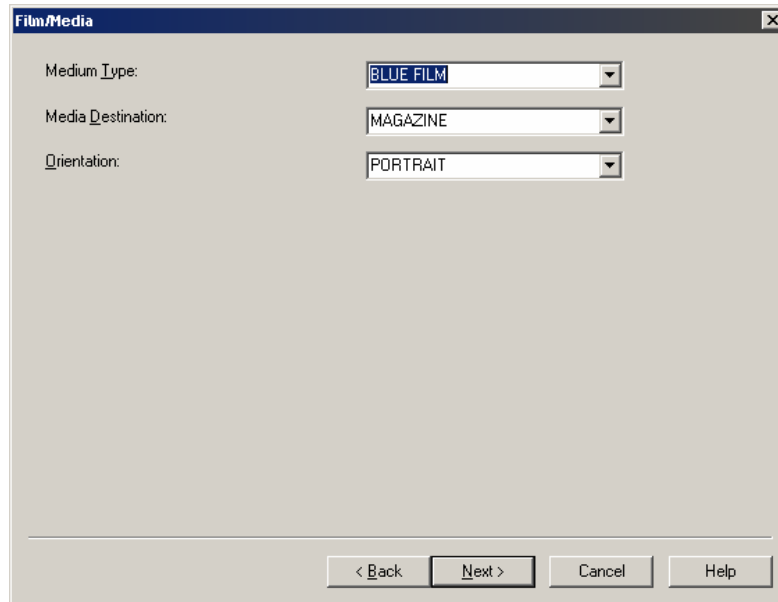 Film/Media
Medium Type: BLUE FILM
Media Destination: MAGAZINE
Orientation: PORTRAIT
< Back Next > Cancel Help